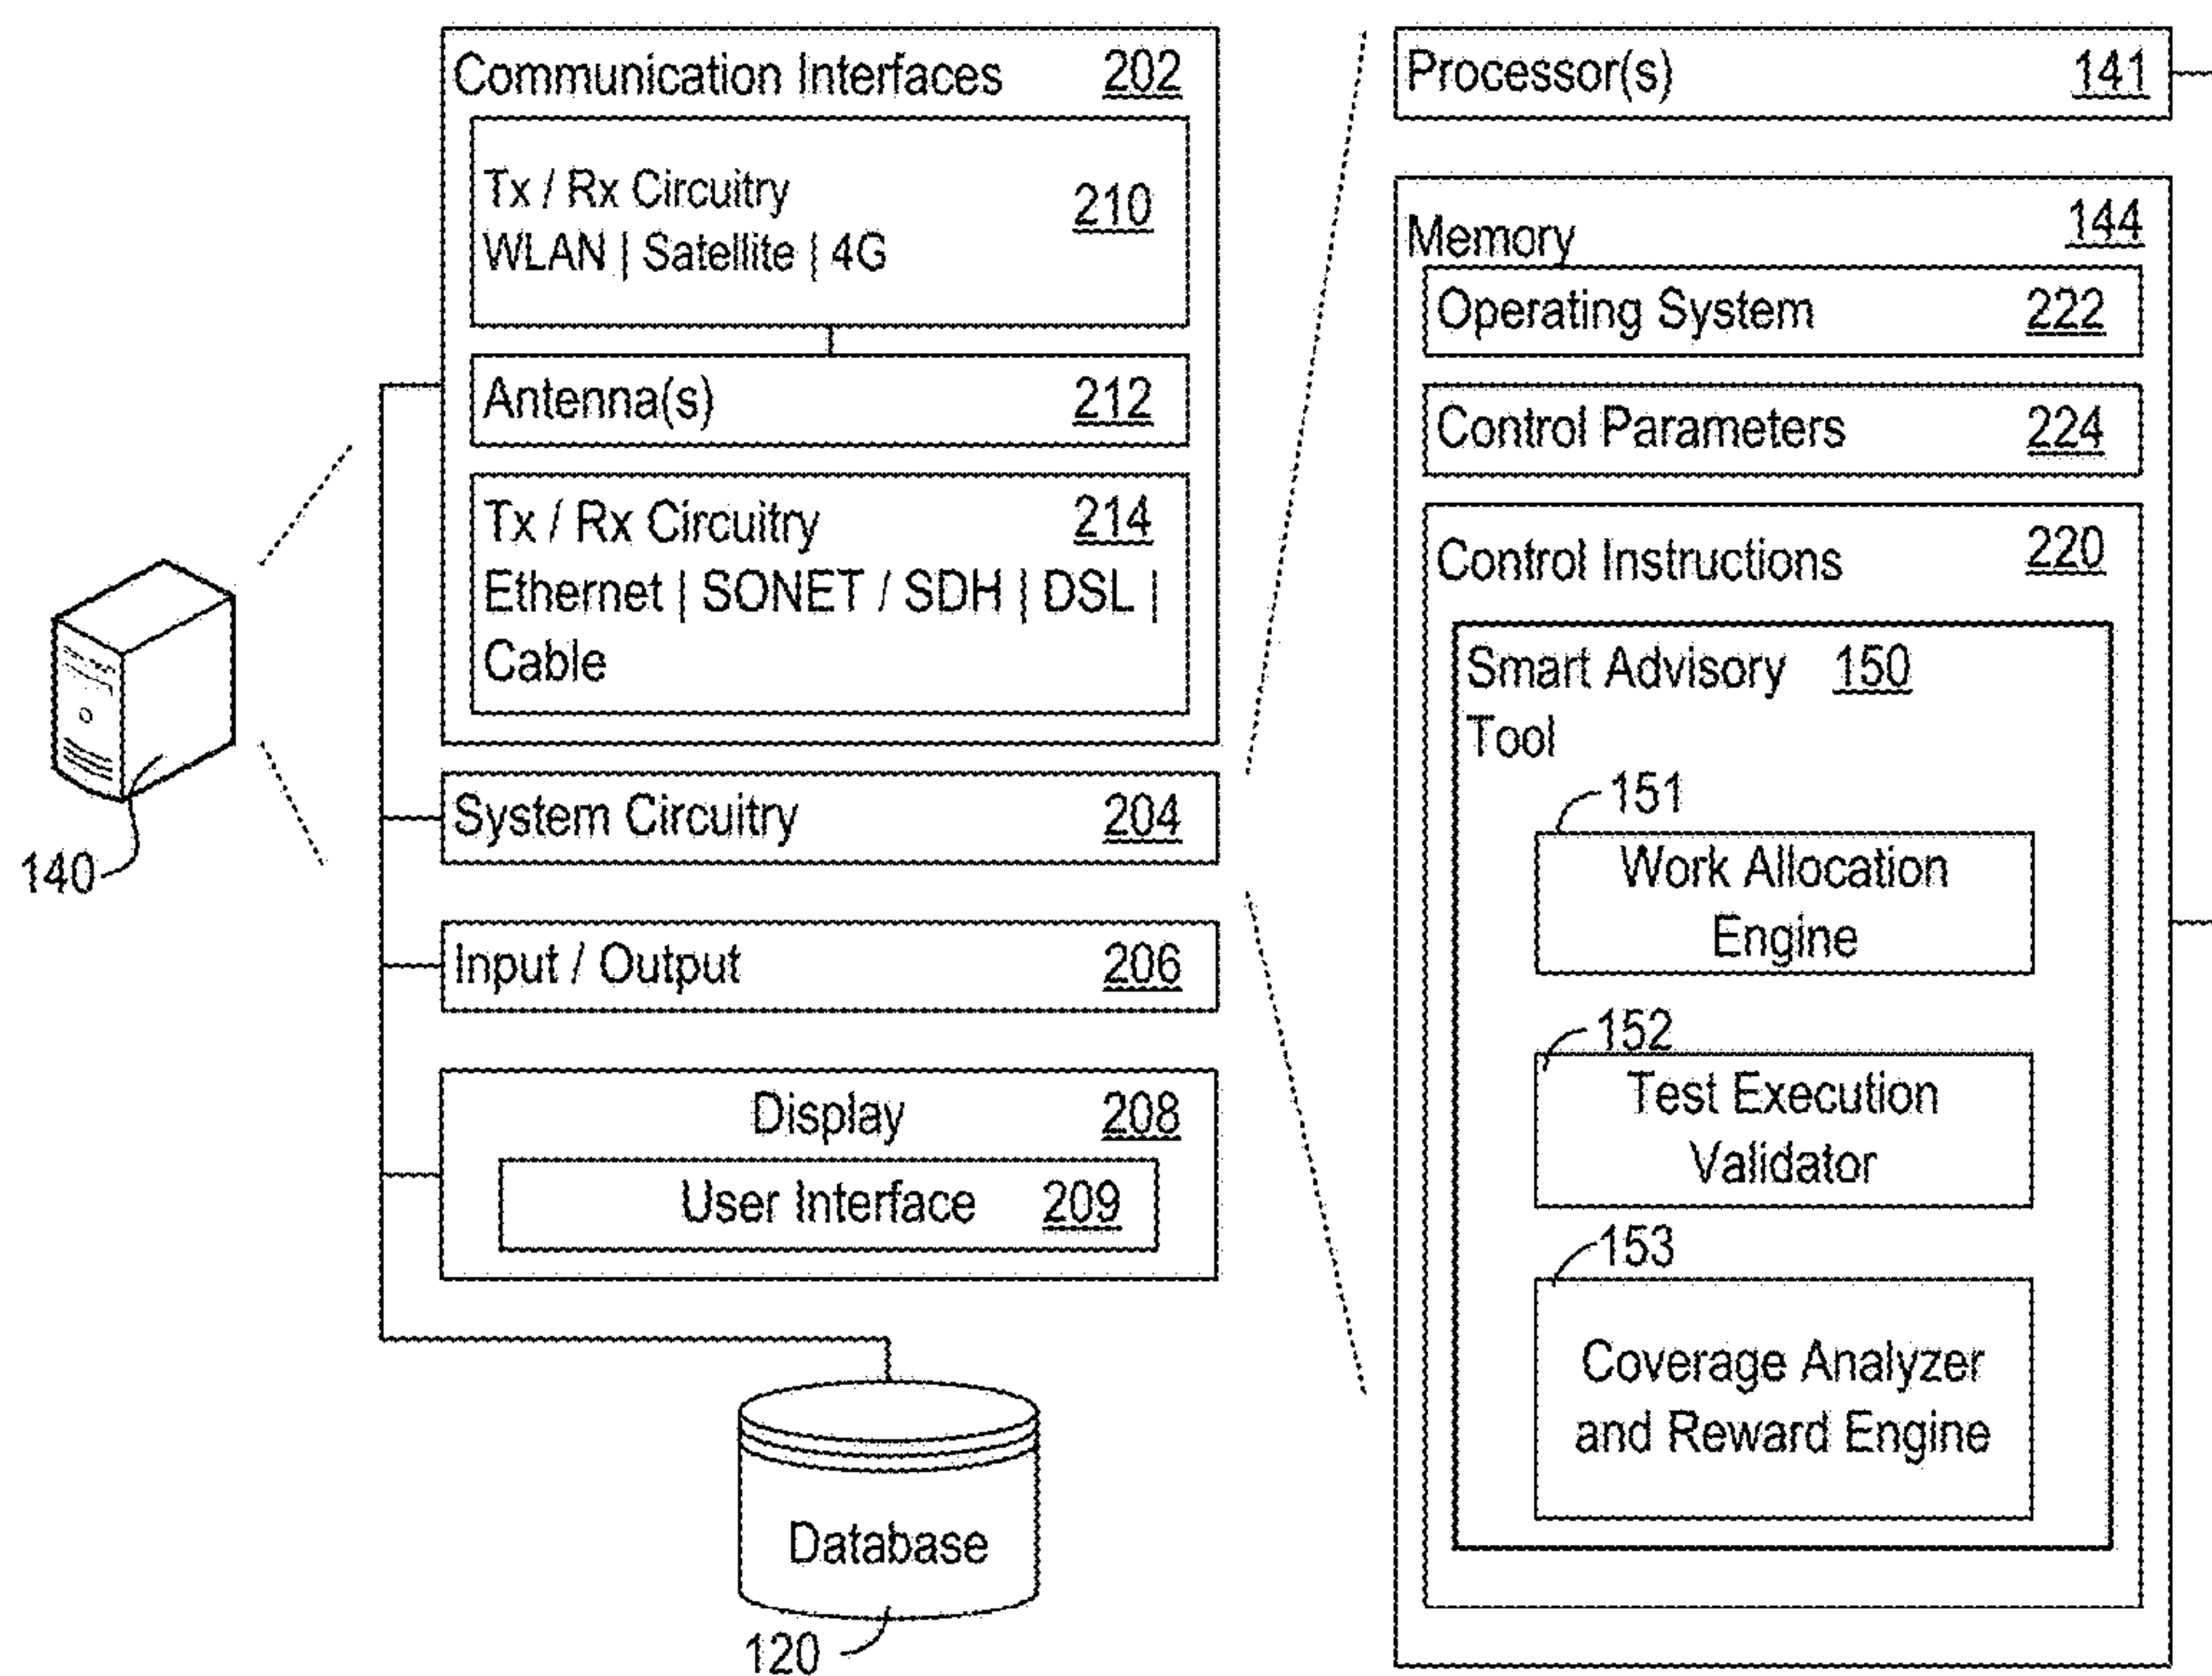 Communication Interfaces 202
Tx / Rx Circuitry 210
WLAN | Satellite | 4G
Antenna(s) 212
Tx / Rx Circuitry 214
Ethernet | SONET / SDH | DSL |
Cable
System Circuitry 204
Input / Output 206
Display 208
User Interface 209
Database
120
140
Processor(s) 141
Memory 144
Operating System 222
Control Parameters 224
Control Instructions 220
Smart Advisory 150
Tool
151
Work Allocation
Engine
152
Test Execution
Validator
153
Coverage Analyzer
and Reward Engine